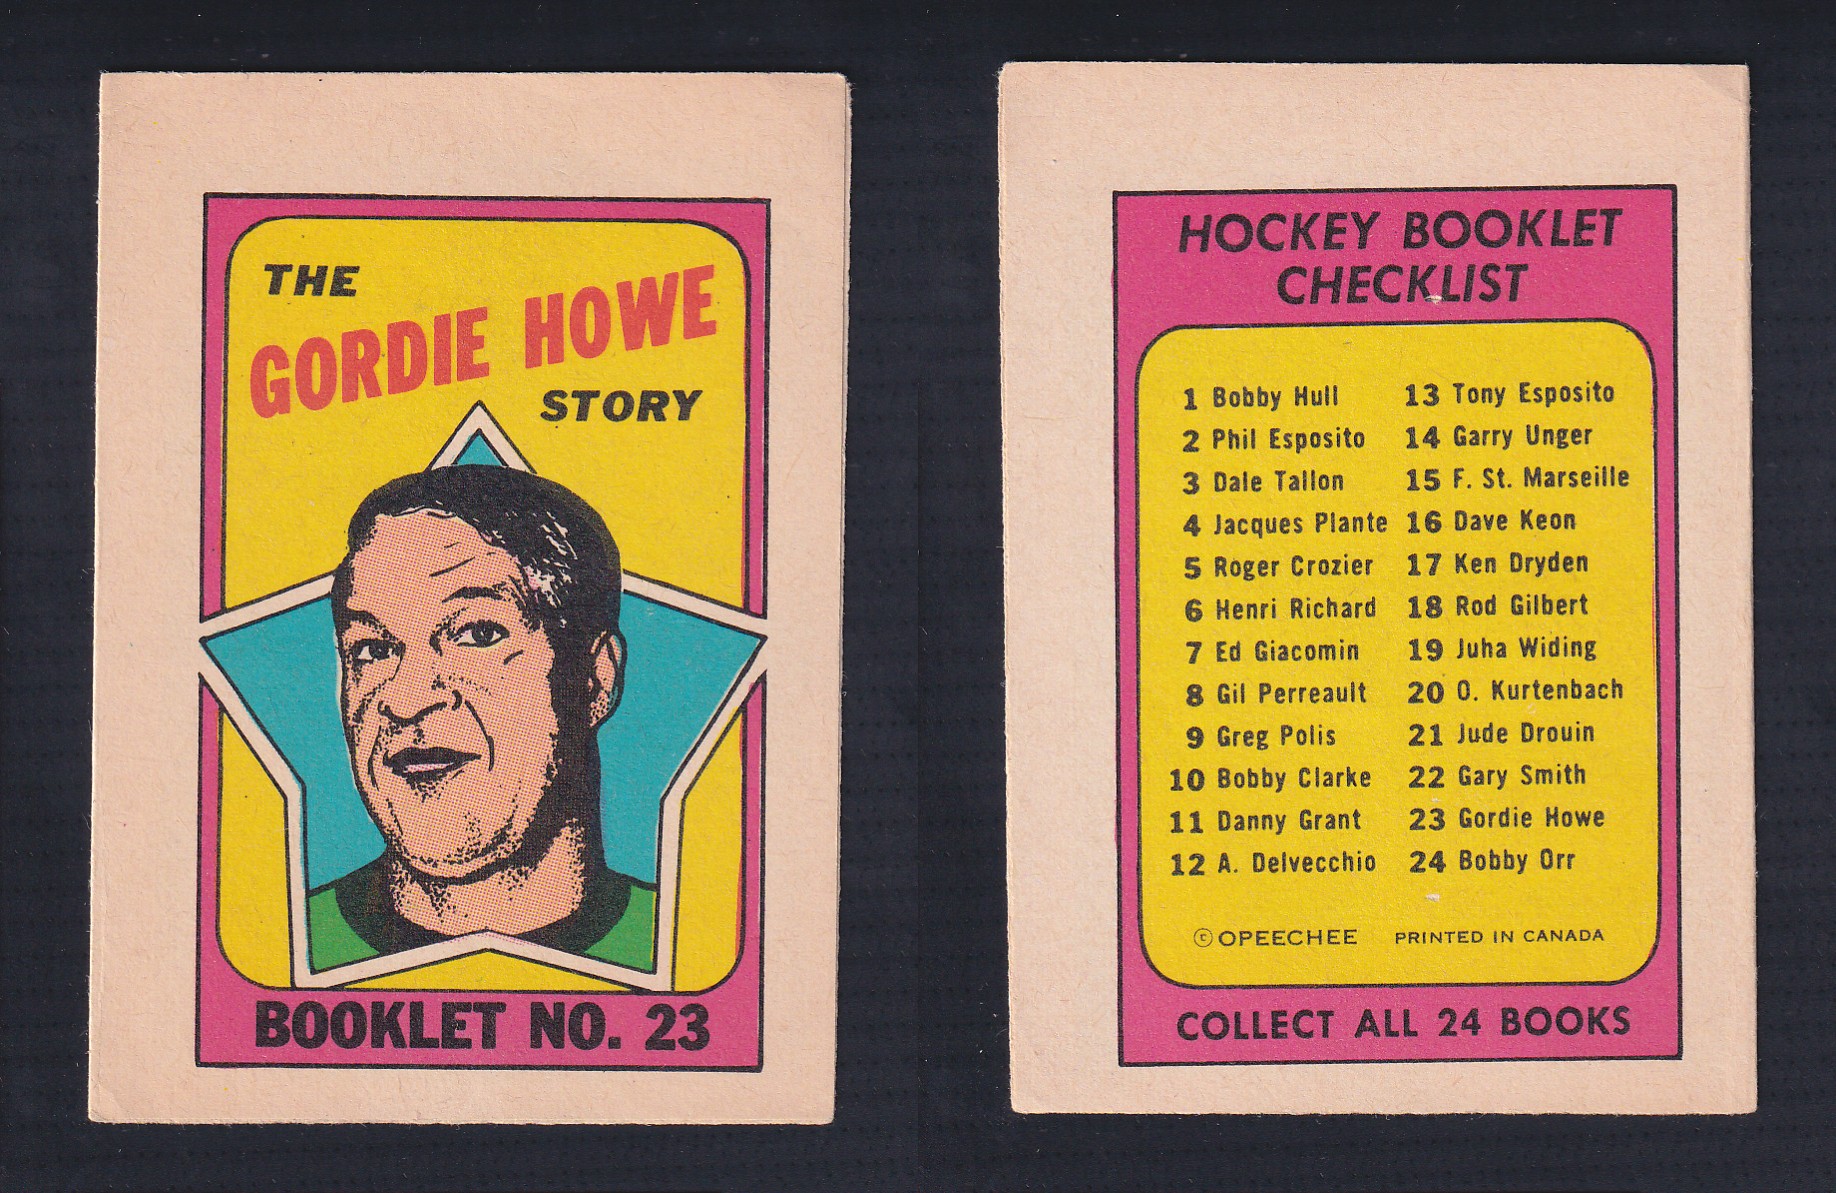 THE
GORDIE HOWE
STORY
BOOKLET NO. 23
HOCKEY BOOKLET
CHECKLIST
1 Bobby Hull
2 Phil Esposito
3 Dale Tallon
4 Jacques Plante
5 Roger Crozier
6 Henri Richard
7 Ed Giacomin
8 Gil Perreault
9 Greg Polis
10 Bobby Clarke
11 Danny Grant
12 A. Delvecchio
13 Tony Esposito
14 Garry Unger
15 F. St. Marseille
16 Dave Keon
17 Ken Dryden
18 Rod Gilbert
19 Juha Widing
20 O. Kurtenbach
21 Jude Drouin
22 Gary Smith
23 Gordie Howe
24 Bobby Orr
© OPEECHEE PRINTED IN CANADA
COLLECT ALL 24 BOOKS